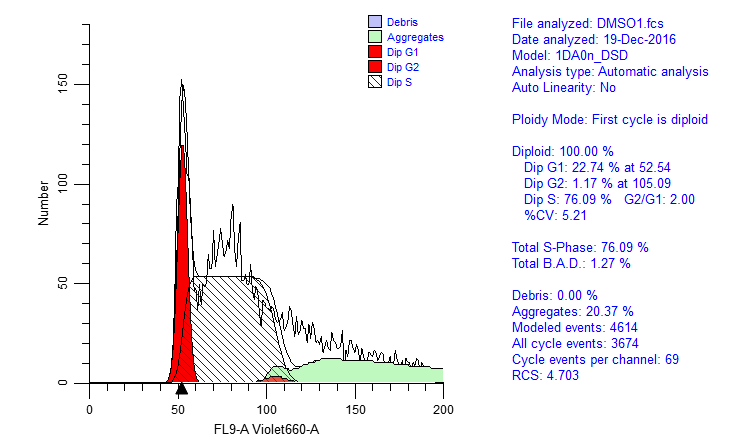 Debris
Aggregates
Dip G1
Dip G2
Dip S
Number
0
50
100
150
0
50
100
150
200
FL9-A Violet660-A
File analyzed: DMSO1.fcs
Date analyzed: 19-Dec-2016
Model: 1DA0n_DSD
Analysis type: Automatic analysis
Auto Linearity: No
Ploidy Mode: First cycle is diploid
Diploid: 100.00 %
Dip G1: 22.74 % at 52.54
Dip G2: 1.17 % at 105.09
Dip S: 76.09 % G2/G1: 2.00
%CV: 5.21
Total S-Phase: 76.09 %
Total B.A.D.: 1.27 %
Debris: 0.00 %
Aggregates: 20.37 %
Modeled events: 4614
All cycle events: 3674
Cycle events per channel: 69
RCS: 4.703